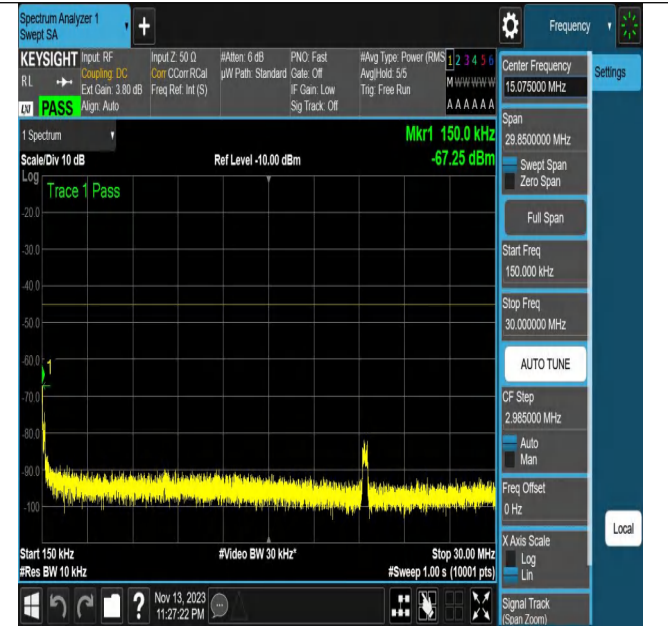 Spectrum Analyzer 1
Swept SA
+
Frequency
KEYSIGHT
RL
LXI
PASS
Input: RF
Coupling: DC
Ext Gain: 3.80 dB
Align: Auto
Input Z: 50 Ω
Corr CCorr RCal
Freq Ref: Int (S)
#Atten: 6 dB
µW Path: Standard
PNO: Fast
Gate: Off
IF Gain: Low
Sig Track: Off
#Avg Type: Power (RMS
Avg|Hold: 5/5
Trig: Free Run
1 2 3 4 5 6
M W W W W W
A A A A A A
1 Spectrum
Scale/Div 10 dB
Ref Level -10.00 dBm
Mkr1 150.0 kHz
-67.25 dBm
Log
Trace 1 Pass
-20.0
-30.0
-40.0
-50.0
-60.0
-70.0
-80.0
-90.0
-100
1
Start 150 kHz
#Res BW 10 kHz
#Video BW 30 kHz*
Stop 30.00 MHz
#Sweep 1.00 s (10001 pts)
Center Frequency
15.075000 MHz
Span
29.8500000 MHz
Swept Span
Zero Span
Full Span
Start Freq
150.000 kHz
Stop Freq
30.000000 MHz
AUTO TUNE
CF Step
2.985000 MHz
Auto
Man
Freq Offset
0 Hz
X Axis Scale
Log
Lin
Signal Track
(Span Zoom)
Settings
Local
?
Nov 13, 2023
11:27:22 PM